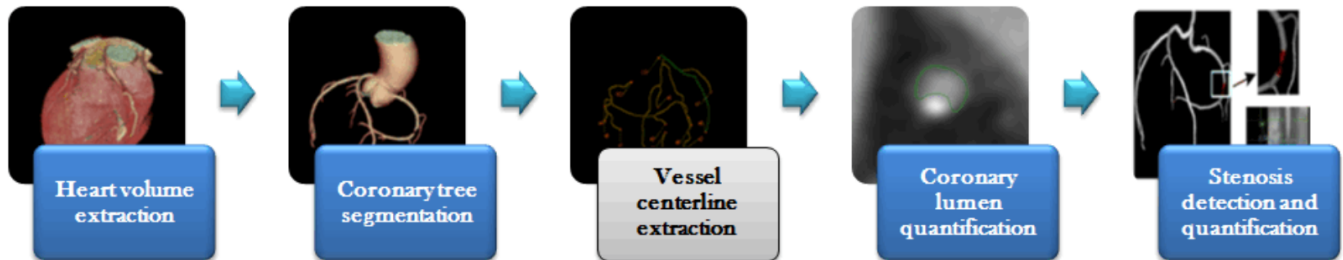 Heart volume
extraction
Coronary tree
segmentation
Vessel
centerline
extraction
Coronary
lumen
quantification
Stenosis
detection and
quantification